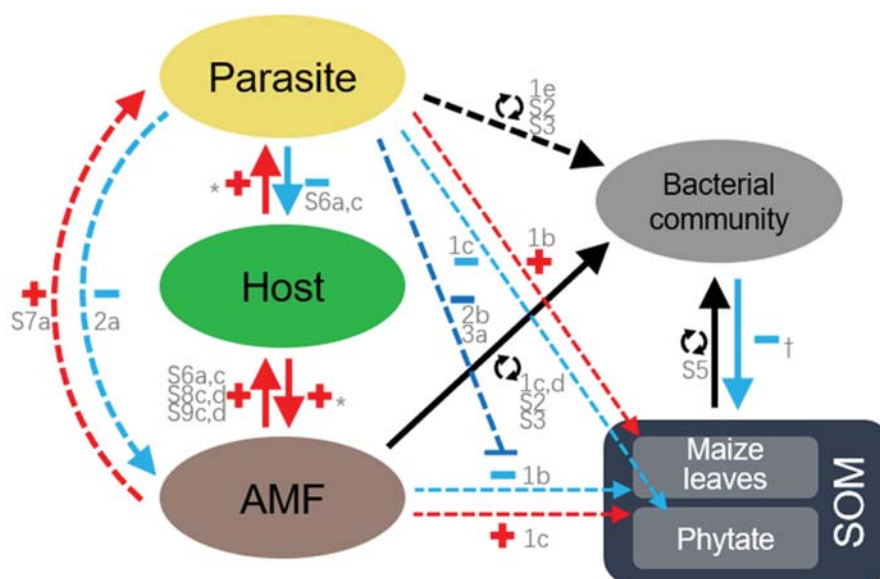 Parasite
1e
S2
S3
Bacterial
community
* +
−
S6a,c
1c
−
1b
+
Host
+
S7a
−
2a
−
2b
3a
S5
− †
S6a,c
S8c,d
S9c,d
+
+ *
1c,d
S2
S3
AMF
− 1b
+ 1c
Maize
leaves
Phytate
SOM